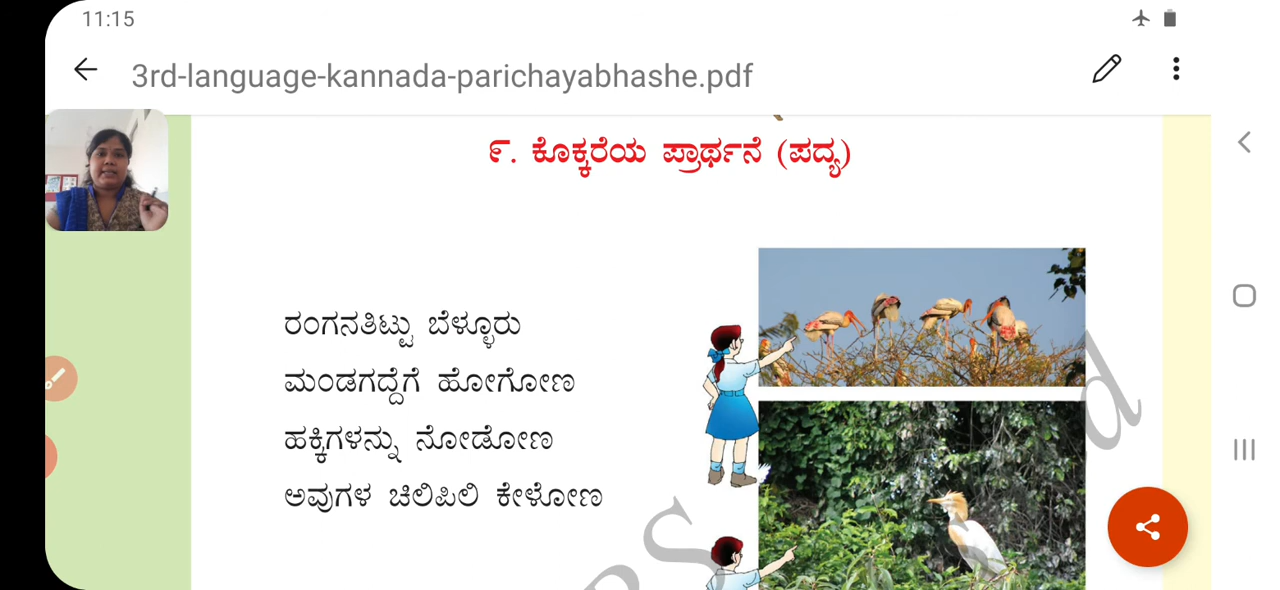 11:15
3rd-language-kannada-parichayabhashe.pdf
೯. ಕೊಕ್ಕರೆಯ ಪ್ರಾರ್ಥನೆ (ಪದ್ಯ)
ರಂಗನತಿಟ್ಟು ಬೆಳ್ಳೂರು
ಮಂಡಗದ್ದೆಗೆ ಹೋಗೋಣ
ಹಕ್ಕಿಗಳನ್ನು ನೋಡೋಣ
ಅವುಗಳ ಚಿಲಿಪಿಲಿ ಕೇಳೋಣ